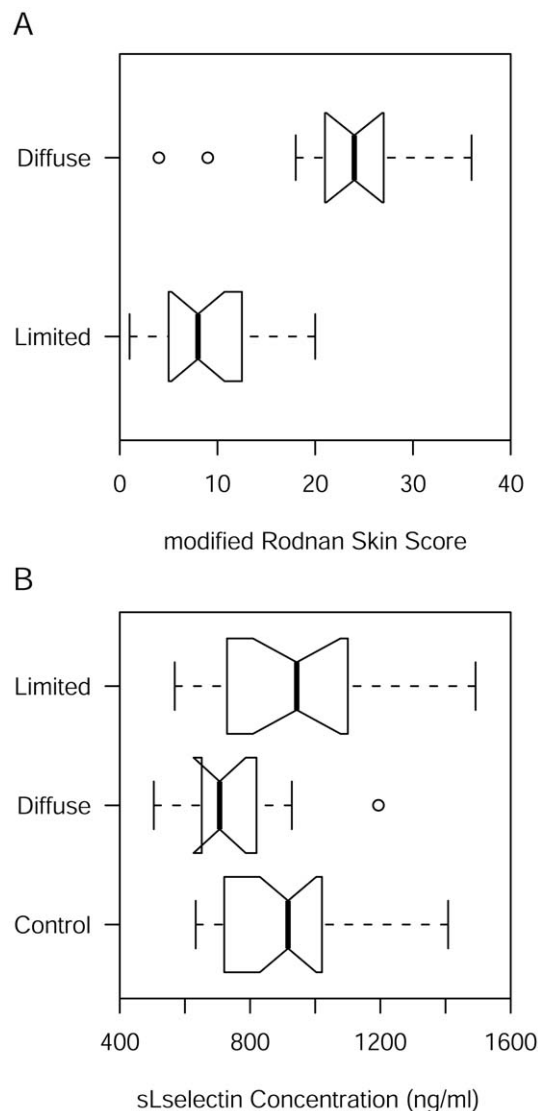 A
Diffuse
Limited
0 10 20 30 40
modified Rodnan Skin Score
B
Limited
Diffuse
Control
400 800 1200 1600
sLselectin Concentration (ng/ml)